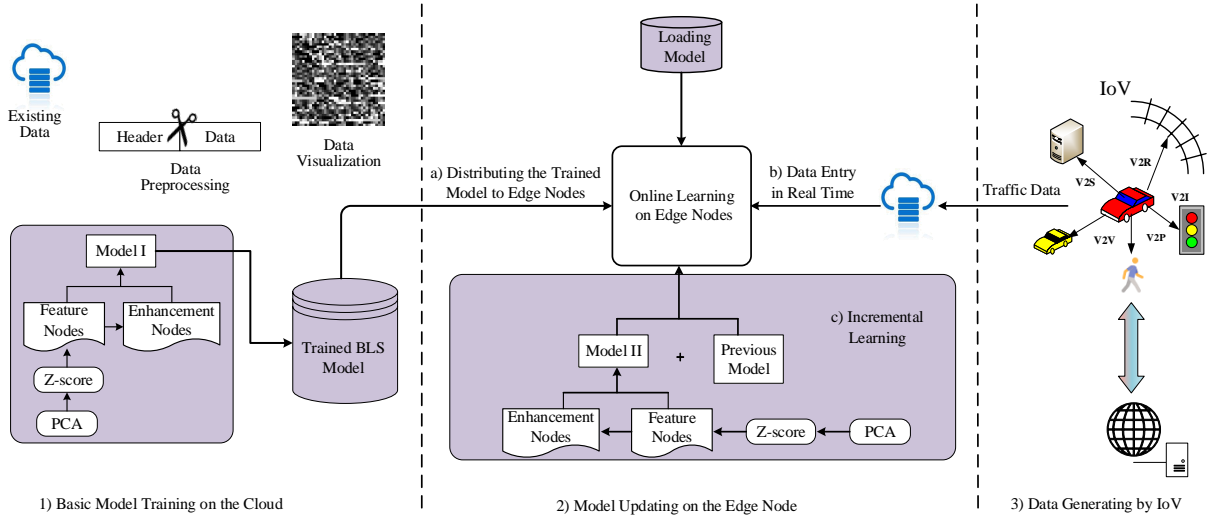 Existing
Data
Header
Data
Data
Preprocessing
Data
Visualization
Model I
Feature
Nodes
Enhancement
Nodes
Z-score
PCA
Trained BLS
Model
1) Basic Model Training on the Cloud
Loading
Model
a) Distributing the Trained
Model to Edge Nodes
Online Learning
on Edge Nodes
b) Data Entry
in Real Time
c) Incremental
Learning
Model II
+
Previous
Model
Enhancement
Nodes
Feature
Nodes
Z-score
PCA
2) Model Updating on the Edge Node
IoV
Traffic Data
V2R
V2S
V2I
V2V
V2P
3) Data Generating by IoV